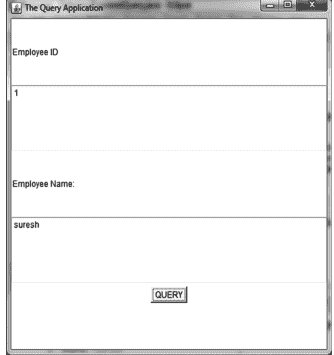 The Query Application
Employee ID
1
Employee Name:
suresh
QUERY